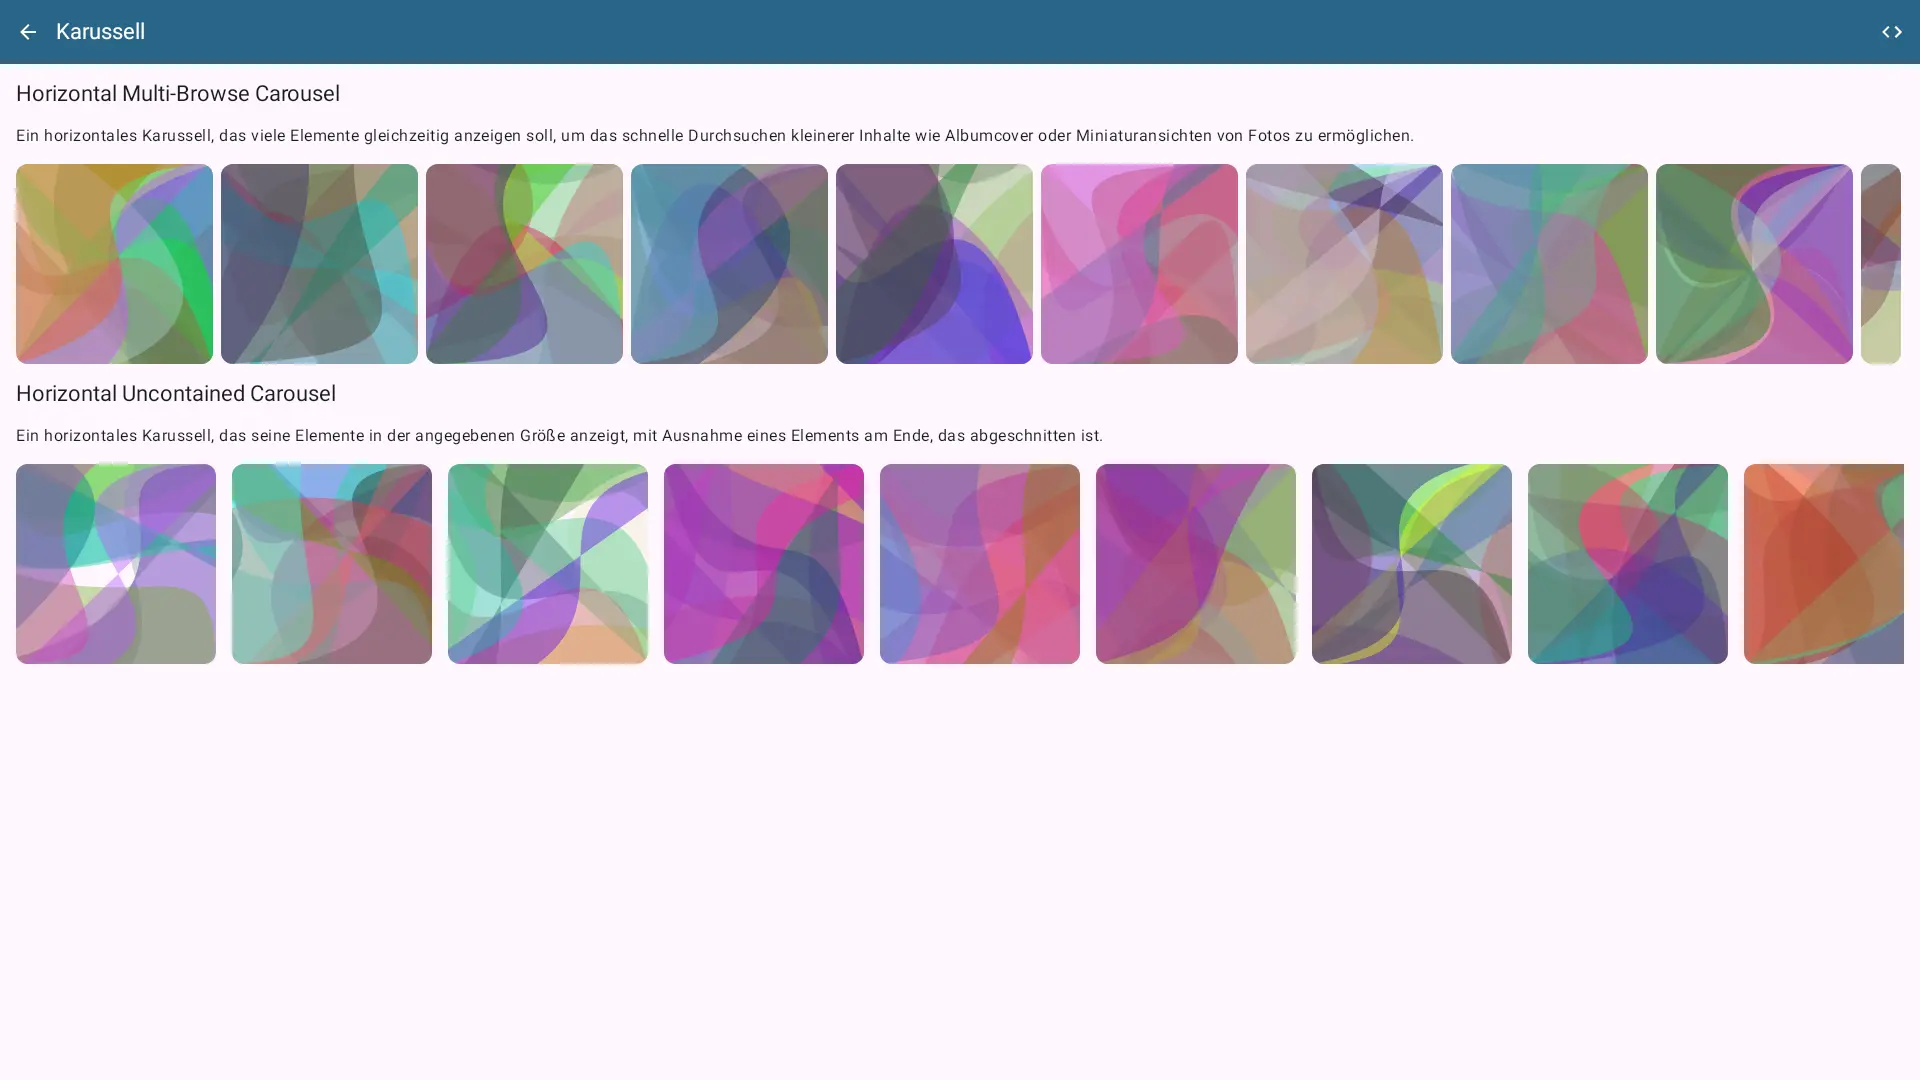 Karussell
Horizontal Multi-Browse Carousel
Ein horizontales Karussell, das viele Elemente gleichzeitig anzeigen soll, um das schnelle Durchsuchen kleinerer Inhalte wie Albumcover oder Miniaturansichten von Fotos zu ermöglichen.
Horizontal Uncontained Carousel
Ein horizontales Karussell, das seine Elemente in der angegebenen Größe anzeigt, mit Ausnahme eines Elements am Ende, das abgeschnitten ist.